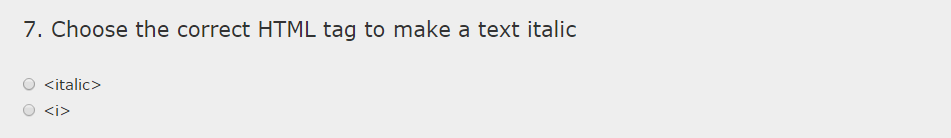 7. Choose the correct HTML tag to make a text italic
<italic>
<i>